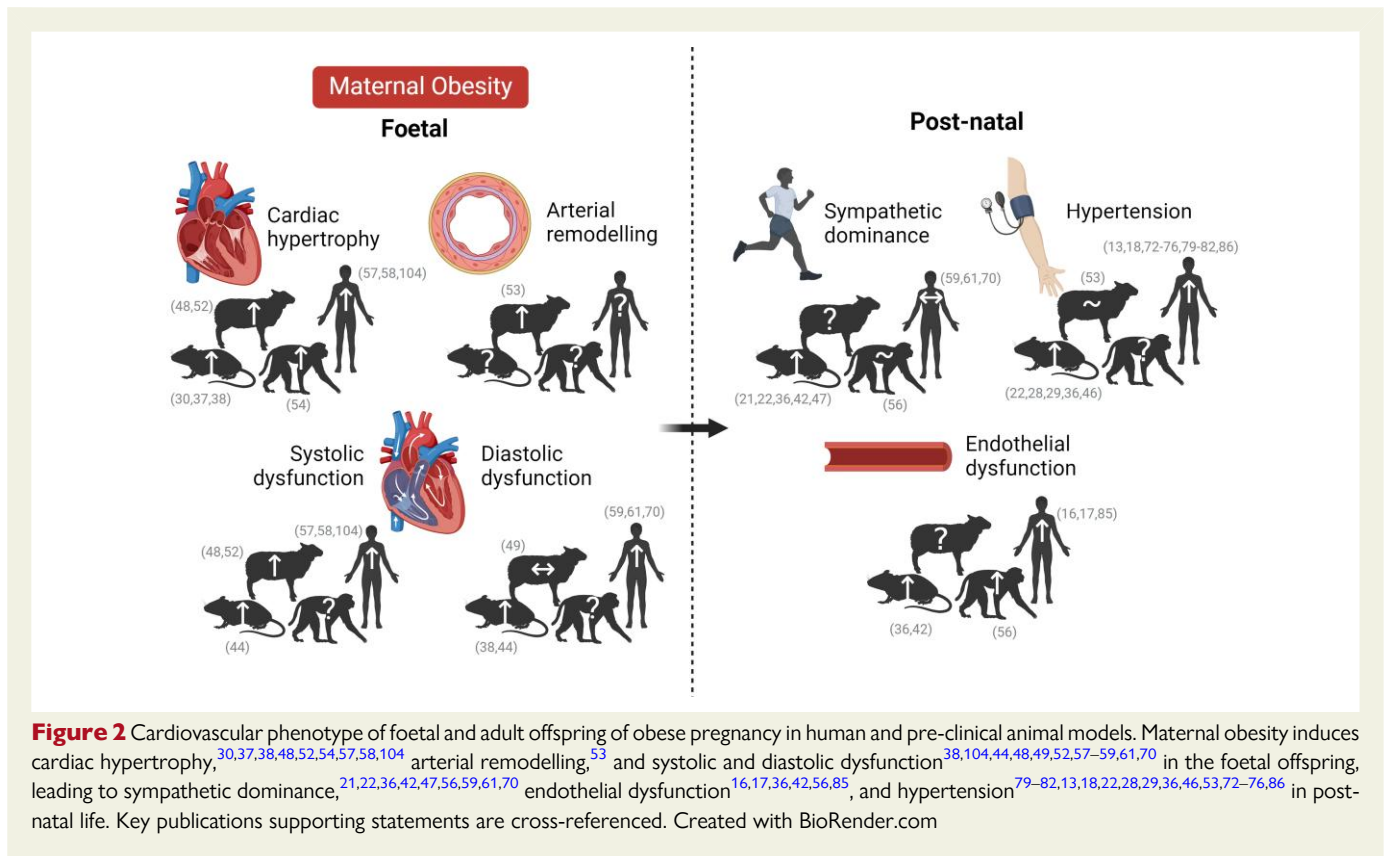 Maternal Obesity
Foetal
Cardiac
hypertrophy
(57,58,104)
(48,52)
↑
↑
↑
↑
(30,37,38)
(54)
Arterial
remodelling
(53)
↑
?
?
?
Systolic
dysfunction
(57,58,104)
(48,52)
↑
↑
↑
?
(44)
Diastolic
dysfunction
(59,61,70)
(49)
↔
↑
↑
?
(38,44)
Post-natal
Sympathetic
dominance
(59,61,70)
?
↔
↑
~
(21,22,36,42,47)
(56)
Hypertension
(13,18,72-76,79-82,86)
(53)
~
↑
↑
?
(22,28,29,36,46)
Endothelial
dysfunction
(16,17,85)
?
↑
↑
↑
(36,42)
(56)
Figure 2 Cardiovascular phenotype of foetal and adult offspring of obese pregnancy in human and pre-clinical animal models. Maternal obesity induces
cardiac hypertrophy,30,37,38,48,52,54,57,58,104 arterial remodelling,53 and systolic and diastolic dysfunction38,104,44,48,49,52,57–59,61,70 in the foetal offspring,
leading to sympathetic dominance,21,22,36,42,47,56,59,61,70 endothelial dysfunction16,17,36,42,56,85, and hypertension79–82,13,18,22,28,29,36,46,53,72–76,86 in post-
natal life. Key publications supporting statements are cross-referenced. Created with BioRender.com